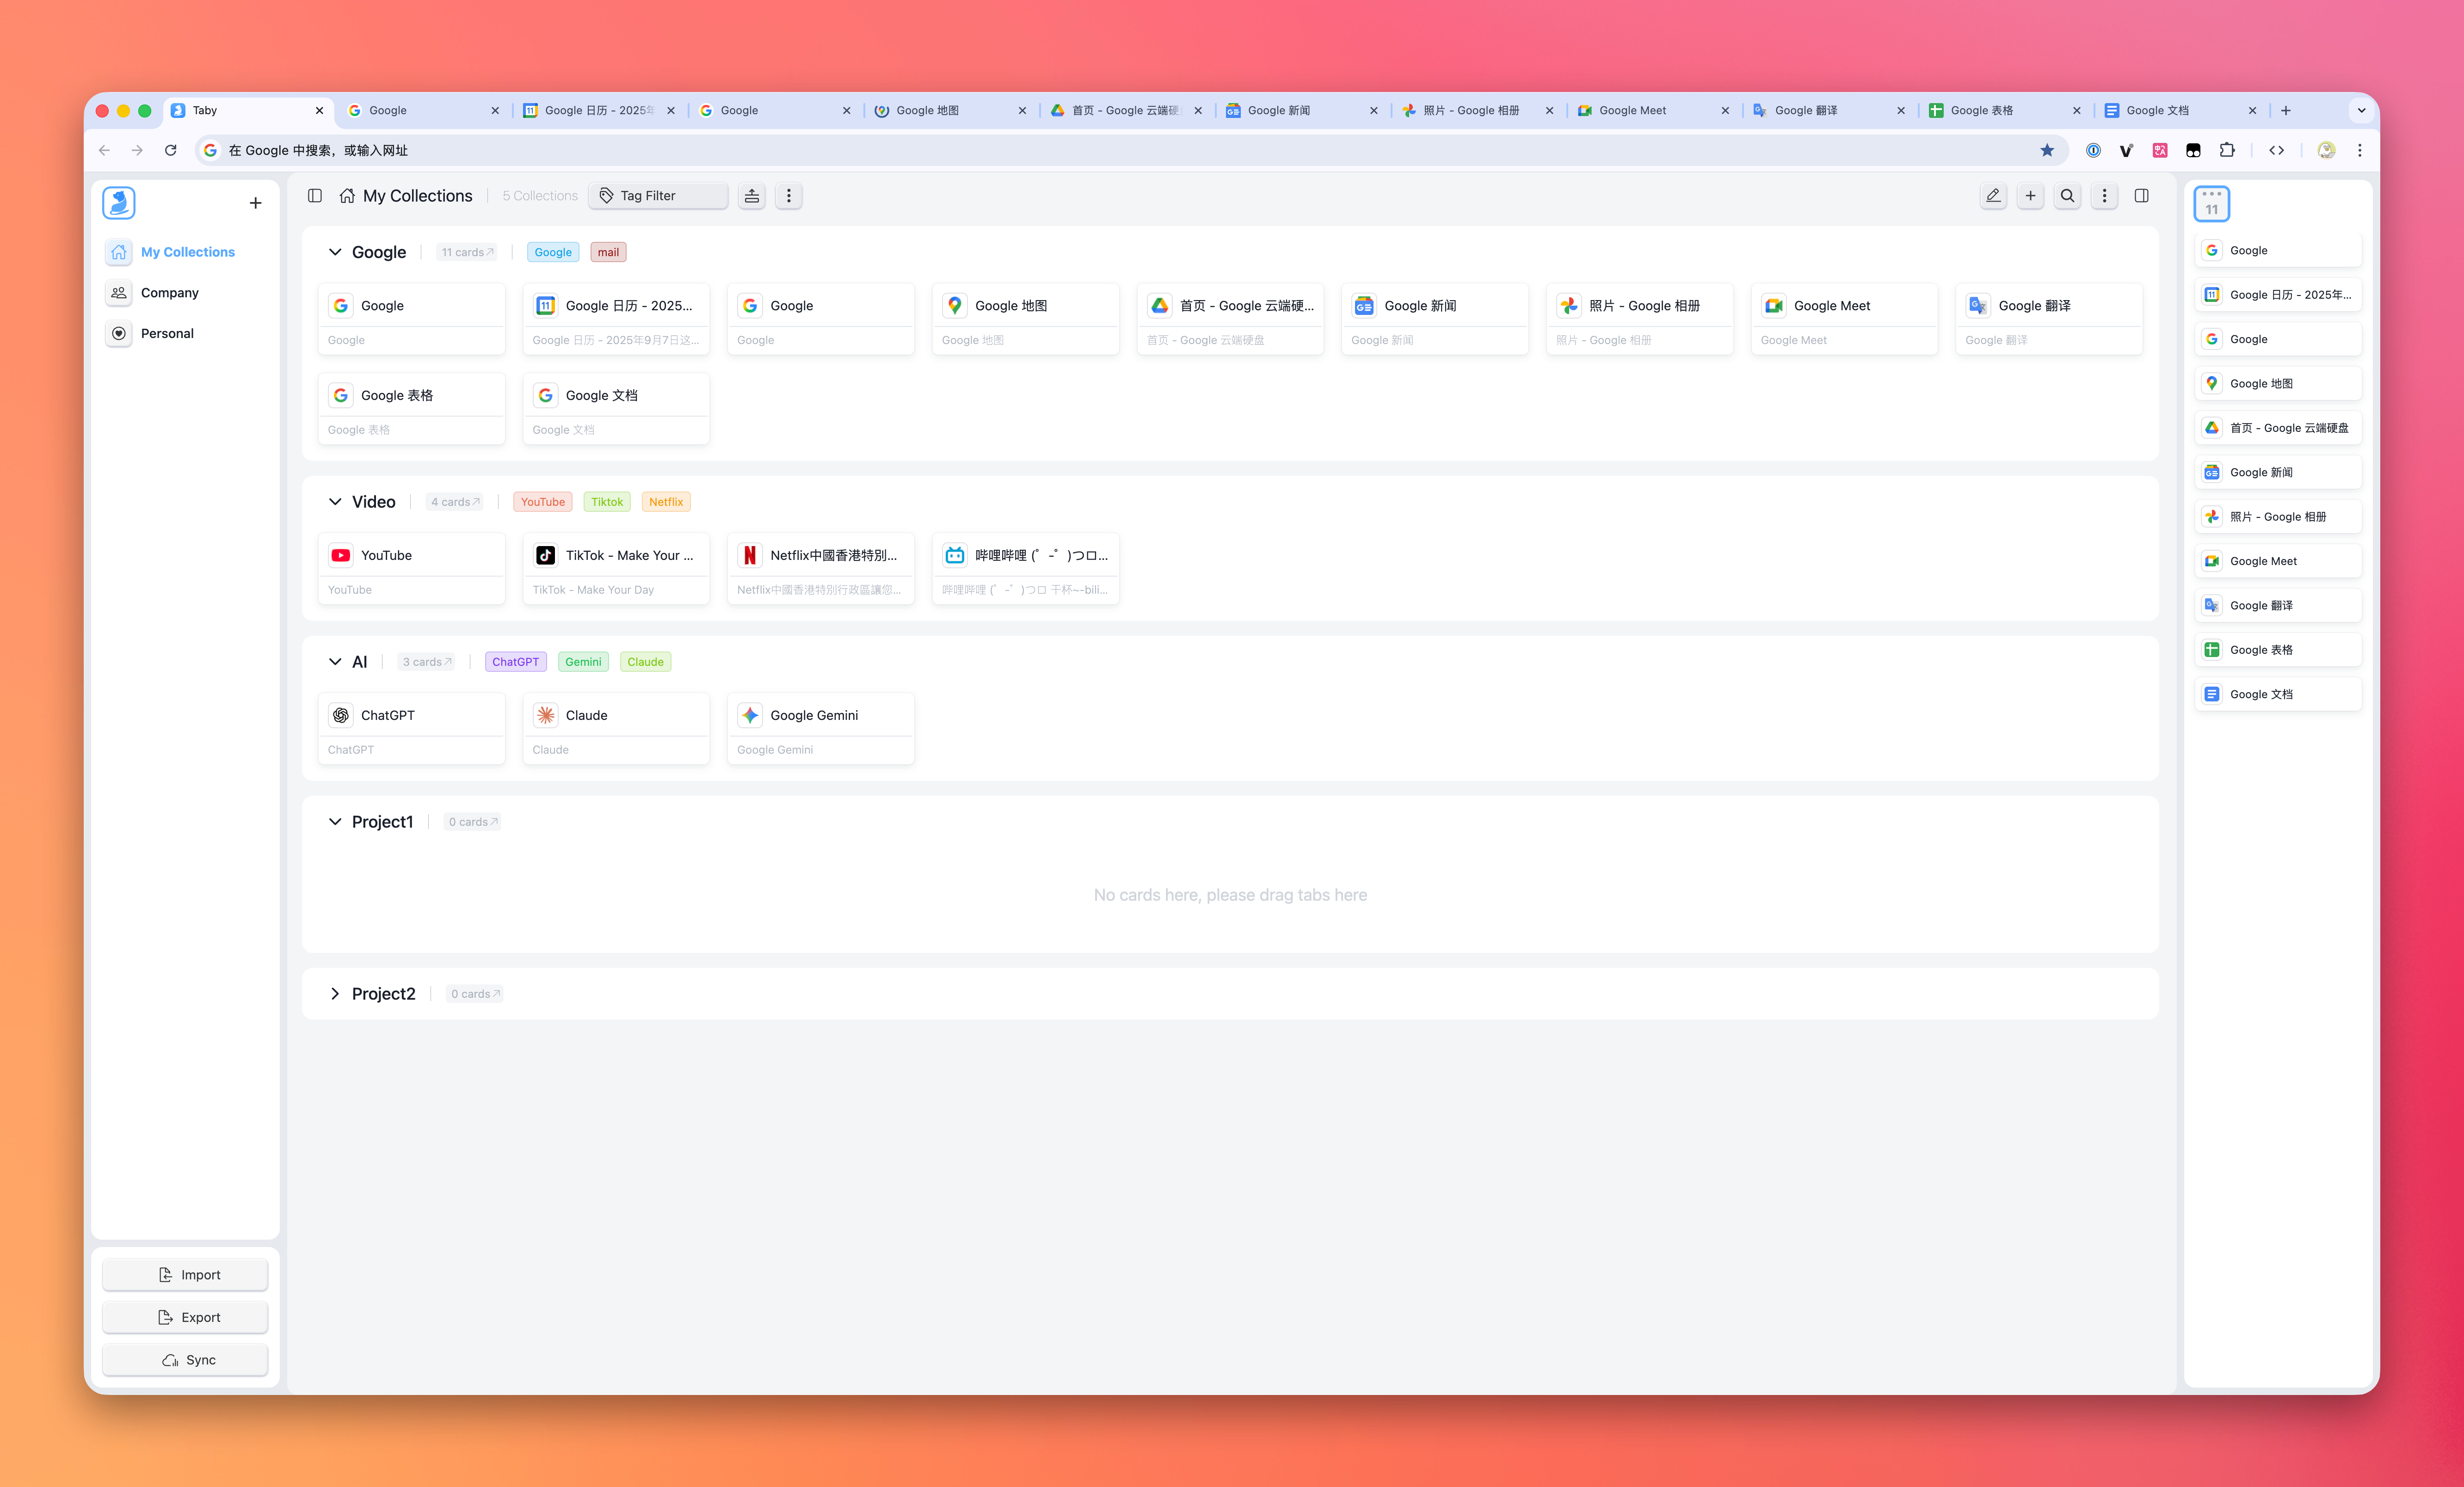 Taby
Google
Google 日历 - 2025年
Google
Google 地图
首页 - Google 云端硬
Google 新闻
照片 - Google 相册
Google Meet
Google 翻译
Google 表格
Google 文档
在 Google 中搜索，或输入网址
My Collections
Company
Personal
Import
Export
Sync
My Collections
5 Collections
Tag Filter
Google
11 cards
Google
mail
Google
Google 日历 - 2025...
Google
Google 地图
首页 - Google 云端硬...
Google 新闻
照片 - Google 相册
Google Meet
Google 翻译
Google
Google 日历 - 2025年9月7日这...
Google
Google 地图
首页 - Google 云端硬盘
Google 新闻
照片 - Google 相册
Google Meet
Google 翻译
Google 表格
Google 文档
Google 表格
Google 文档
Video
4 cards
YouTube
Tiktok
Netflix
YouTube
TikTok - Make Your ...
Netflix中國香港特別...
哔哩哔哩 (゜-゜)つロ...
YouTube
TikTok - Make Your Day
Netflix中國香港特別行政區讓您...
哔哩哔哩 (゜-゜)つロ 干杯~-bili...
AI
3 cards
ChatGPT
Gemini
Claude
ChatGPT
Claude
Google Gemini
ChatGPT
Claude
Google Gemini
Project1
0 cards
No cards here, please drag tabs here
Project2
0 cards
11
Google
Google 日历 - 2025年...
Google
Google 地图
首页 - Google 云端硬盘
Google 新闻
照片 - Google 相册
Google Meet
Google 翻译
Google 表格
Google 文档